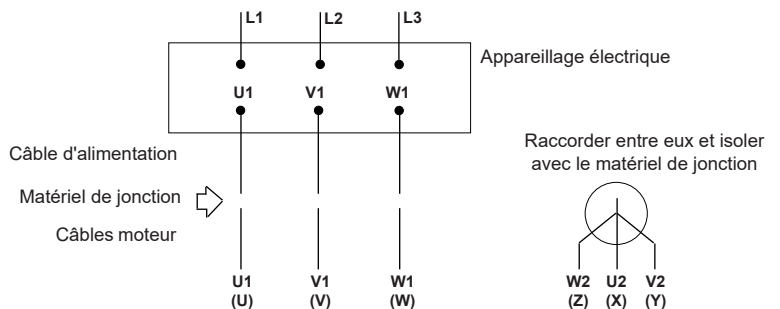 L1 L2 L3
Appareillage électrique
U1 V1 W1
Câble d'alimentation
Matériel de jonction
Câbles moteur
U1 V1 W1
(U) (V) (W)
Raccorder entre eux et isoler
avec le matériel de jonction
W2 U2 V2
(Z) (X) (Y)